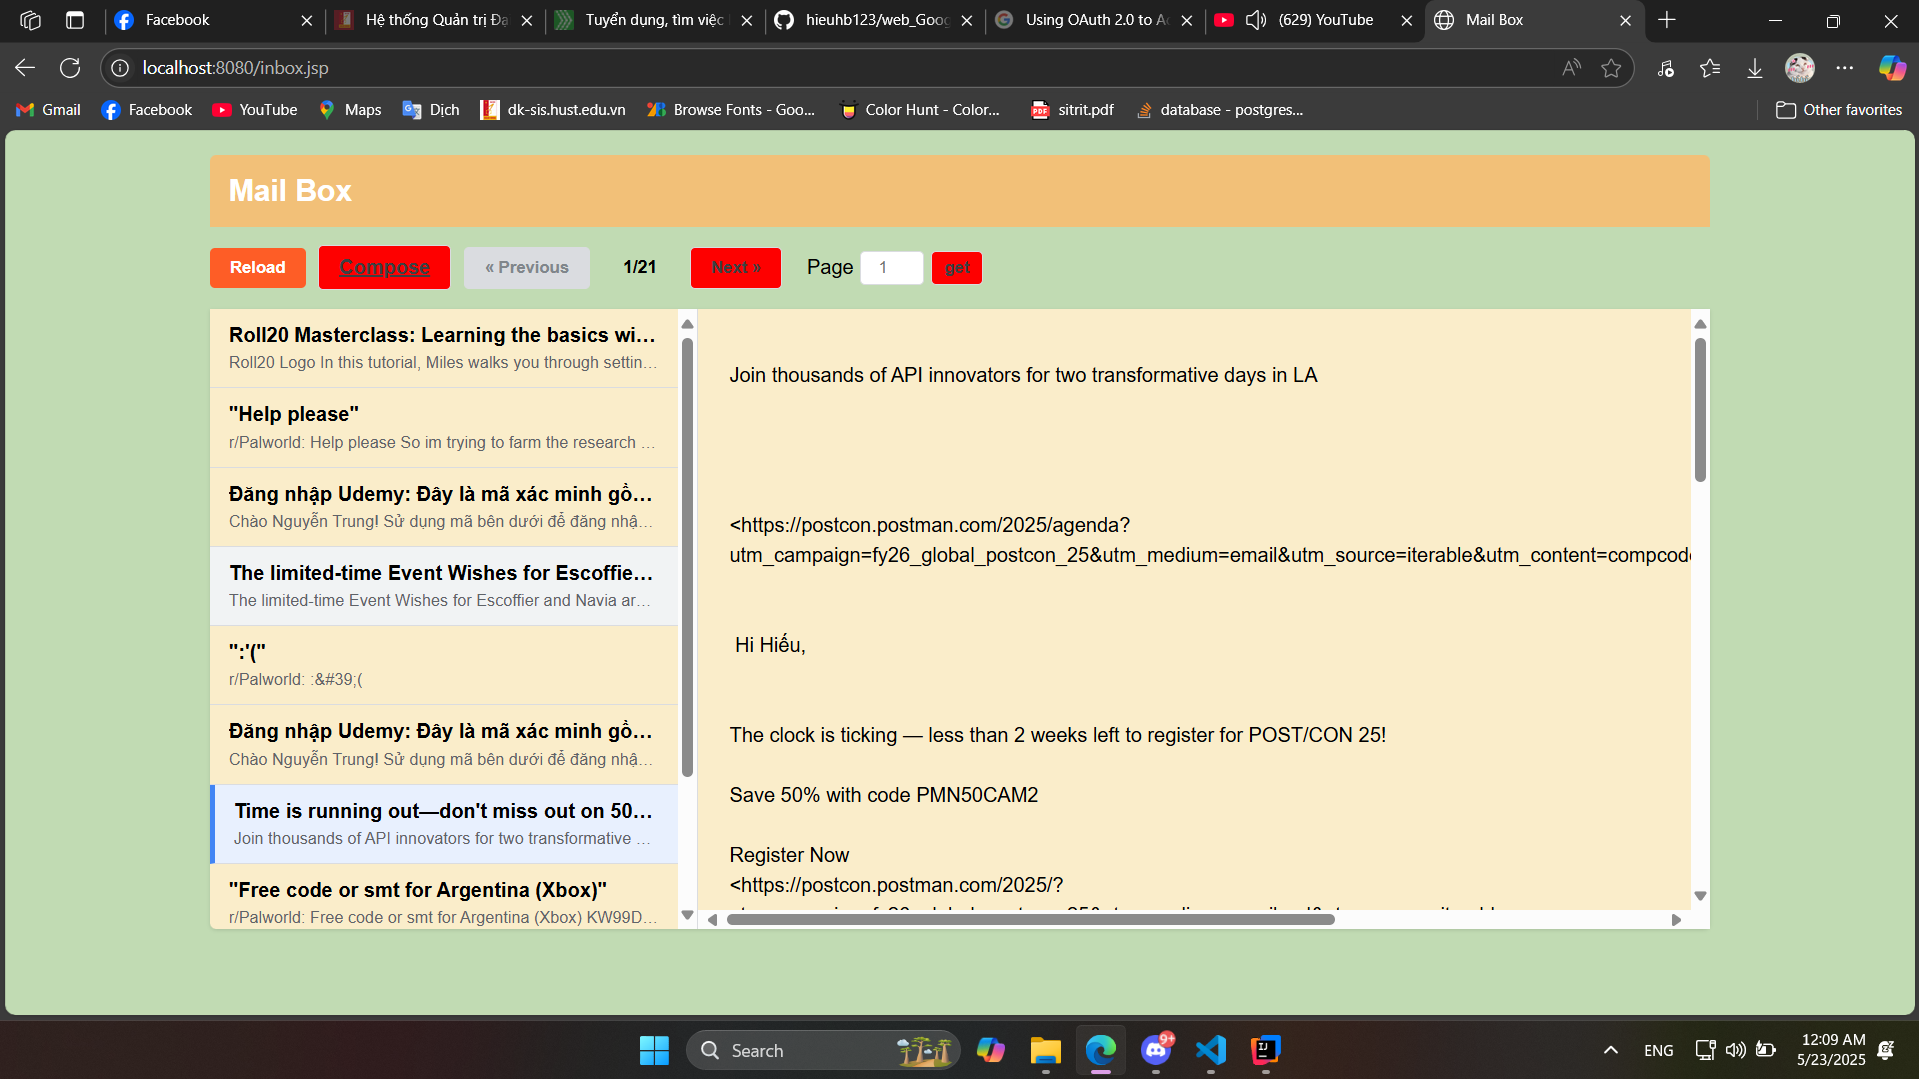 Facebook
Hệ thống Quản trị Đạ
Tuyển dụng, tìm việc
hieuhb123/web_Goog
Using OAuth 2.0 to Ac
(629) YouTube
Mail Box
localhost:8080/inbox.jsp
Gmail
Facebook
YouTube
Maps
Dịch
dk-sis.hust.edu.vn
Browse Fonts - Goo...
Color Hunt - Color...
sitrit.pdf
database - postgres...
Other favorites
Mail Box
Reload
Compose
« Previous
1/21
Next »
Page
1
get
Roll20 Masterclass: Learning the basics wi...
Roll20 Logo In this tutorial, Miles walks you through settin...
"Help please"
r/Palworld: Help please So im trying to farm the research ...
Đăng nhập Udemy: Đây là mã xác minh gồ...
Chào Nguyễn Trung! Sử dụng mã bên dưới để đăng nhậ...
The limited-time Event Wishes for Escoffie...
The limited-time Event Wishes for Escoffier and Navia ar...
":'("
r/Palworld: :&#39;(
Đăng nhập Udemy: Đây là mã xác minh gồ...
Chào Nguyễn Trung! Sử dụng mã bên dưới để đăng nhậ...
Time is running out—don't miss out on 50...
Join thousands of API innovators for two transformative ...
"Free code or smt for Argentina (Xbox)"
r/Palworld: Free code or smt for Argentina (Xbox) KW99D...
Join thousands of API innovators for two transformative days in LA
<https://postcon.postman.com/2025/agenda?
utm_campaign=fy26_global_postcon_25&utm_medium=email&utm_source=iterable&utm_content=compcod
Hi Hiếu,
The clock is ticking — less than 2 weeks left to register for POST/CON 25!
Save 50% with code PMN50CAM2
Register Now
<https://postcon.postman.com/2025/?
Search
9+
ENG
12:09 AM
5/23/2025